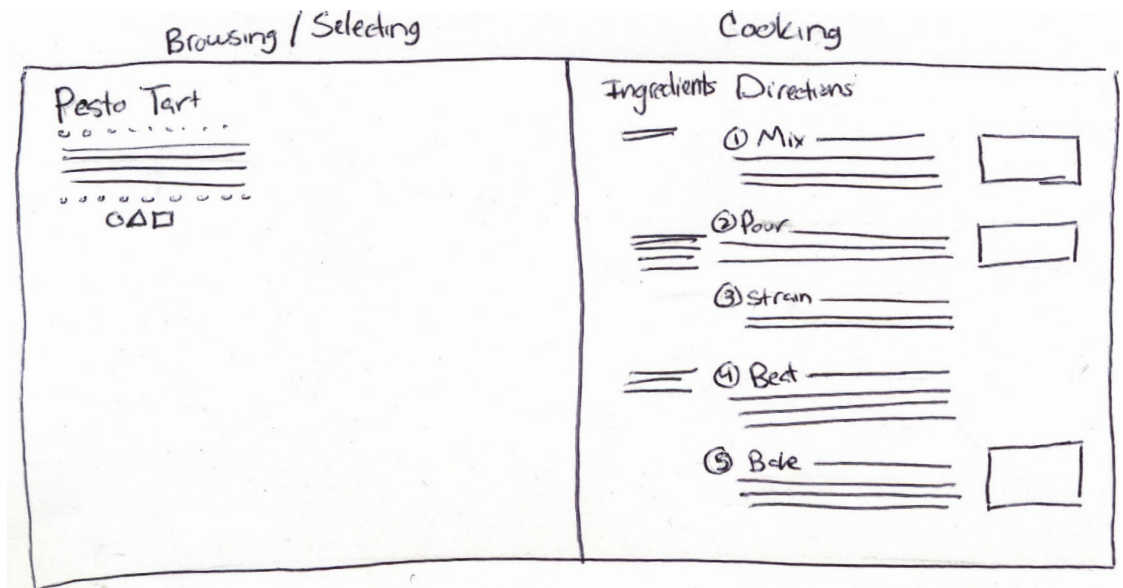 Browsing / Selecting
Cooking
Pesto Tart
Ingredients Directions
① Mix
② Pour
③ Strain
④ Beat
⑤ Bake